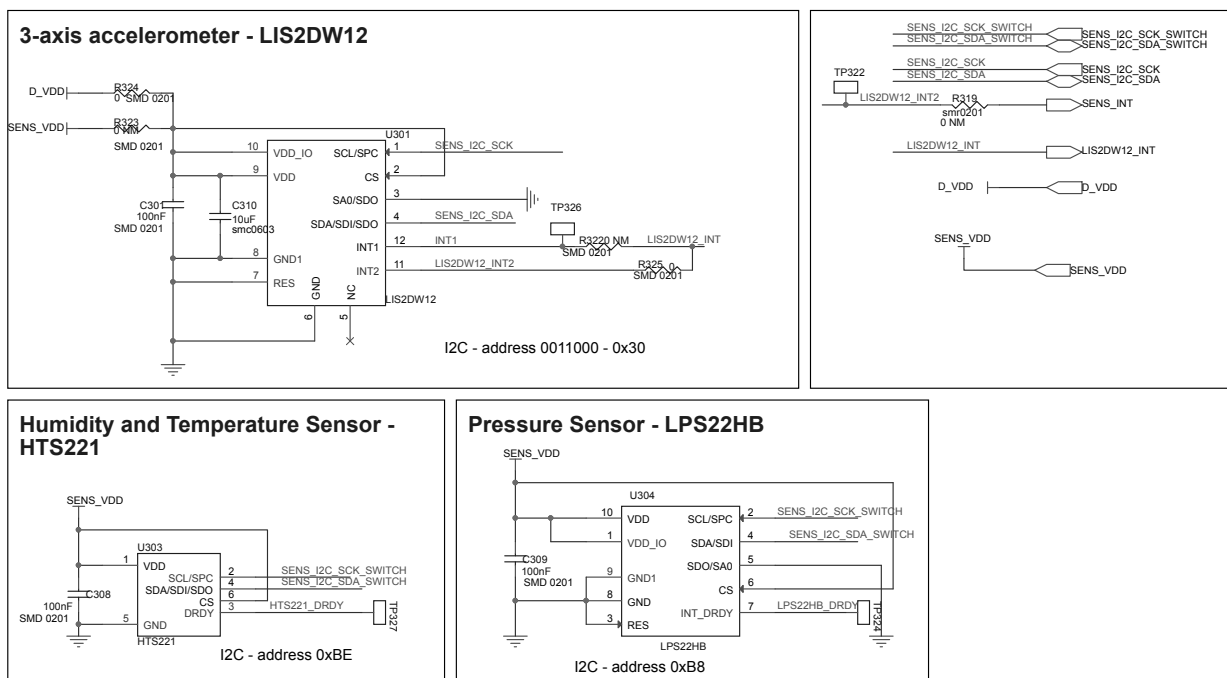 3-axis accelerometer - LIS2DW12
D_VDD
R324
0 SMD 0201
SENS_VDD
R323
0 NM
SMD 0201
U301
10 VDD_IO SCL/SPC 1 SENS_I2C_SCK
9 VDD CS 2
SA0/SDO 3
C301
100nF
SMD 0201
C310
10uF
smc0603
SDA/SDI/SDO 4 SENS_I2C_SDA
TP326
INT1 12 INT1 R322 0 NM LIS2DW12_INT
SMD 0201
8 GND1
INT2 11 LIS2DW12_INT2 R325 0
SMD 0201
7 RES
GND NC
LIS2DW12
6 5
I2C - address 0011000 - 0x30
SENS_I2C_SCK_SWITCH SENS_I2C_SCK_SWITCH
SENS_I2C_SDA_SWITCH SENS_I2C_SDA_SWITCH
SENS_I2C_SCK SENS_I2C_SCK
SENS_I2C_SDA SENS_I2C_SDA
TP322
LIS2DW12_INT2 R319 SENS_INT
smr0201
0 NM
LIS2DW12_INT LIS2DW12_INT
D_VDD D_VDD
SENS_VDD
SENS_VDD
Humidity and Temperature Sensor -
HTS221
SENS_VDD
U303
1 VDD
SCL/SPC 2 SENS_I2C_SCK_SWITCH
SDA/SDI/SDO 4 SENS_I2C_SDA_SWITCH
CS 6
DRDY 3 HTS221_DRDY
TP327
C308
100nF
SMD 0201
5 GND
HTS221
I2C - address 0xBE
Pressure Sensor - LPS22HB
SENS_VDD
U304
10 VDD SCL/SPC 2 SENS_I2C_SCK_SWITCH
1 VDD_IO SDA/SDI 4 SENS_I2C_SDA_SWITCH
SDO/SA0 5
C309
100nF
SMD 0201
9 GND1
CS 6
8 GND
INT_DRDY 7 LPS22HB_DRDY
TP324
3 RES
LPS22HB
I2C - address 0xB8